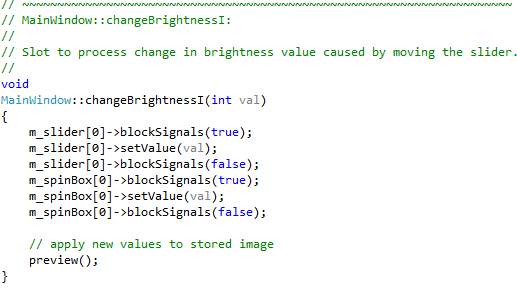 // ~~~~~~~~~~~~~~~~~~~~~~~~~~~~~~~~~~~~~~~~~~~~~~~~~~~~~~~~~~~~~~~~~~~~
// MainWindow::changeBrightnessI:
//
// Slot to process change in brightness value caused by moving the slider.
//
void
MainWindow::changeBrightnessI(int val)
{
    m_slider[0]->blockSignals(true);
    m_slider[0]->setValue(val);
    m_slider[0]->blockSignals(false);
    m_spinBox[0]->blockSignals(true);
    m_spinBox[0]->setValue(val);
    m_spinBox[0]->blockSignals(false);

    // apply new values to stored image
    preview();
}